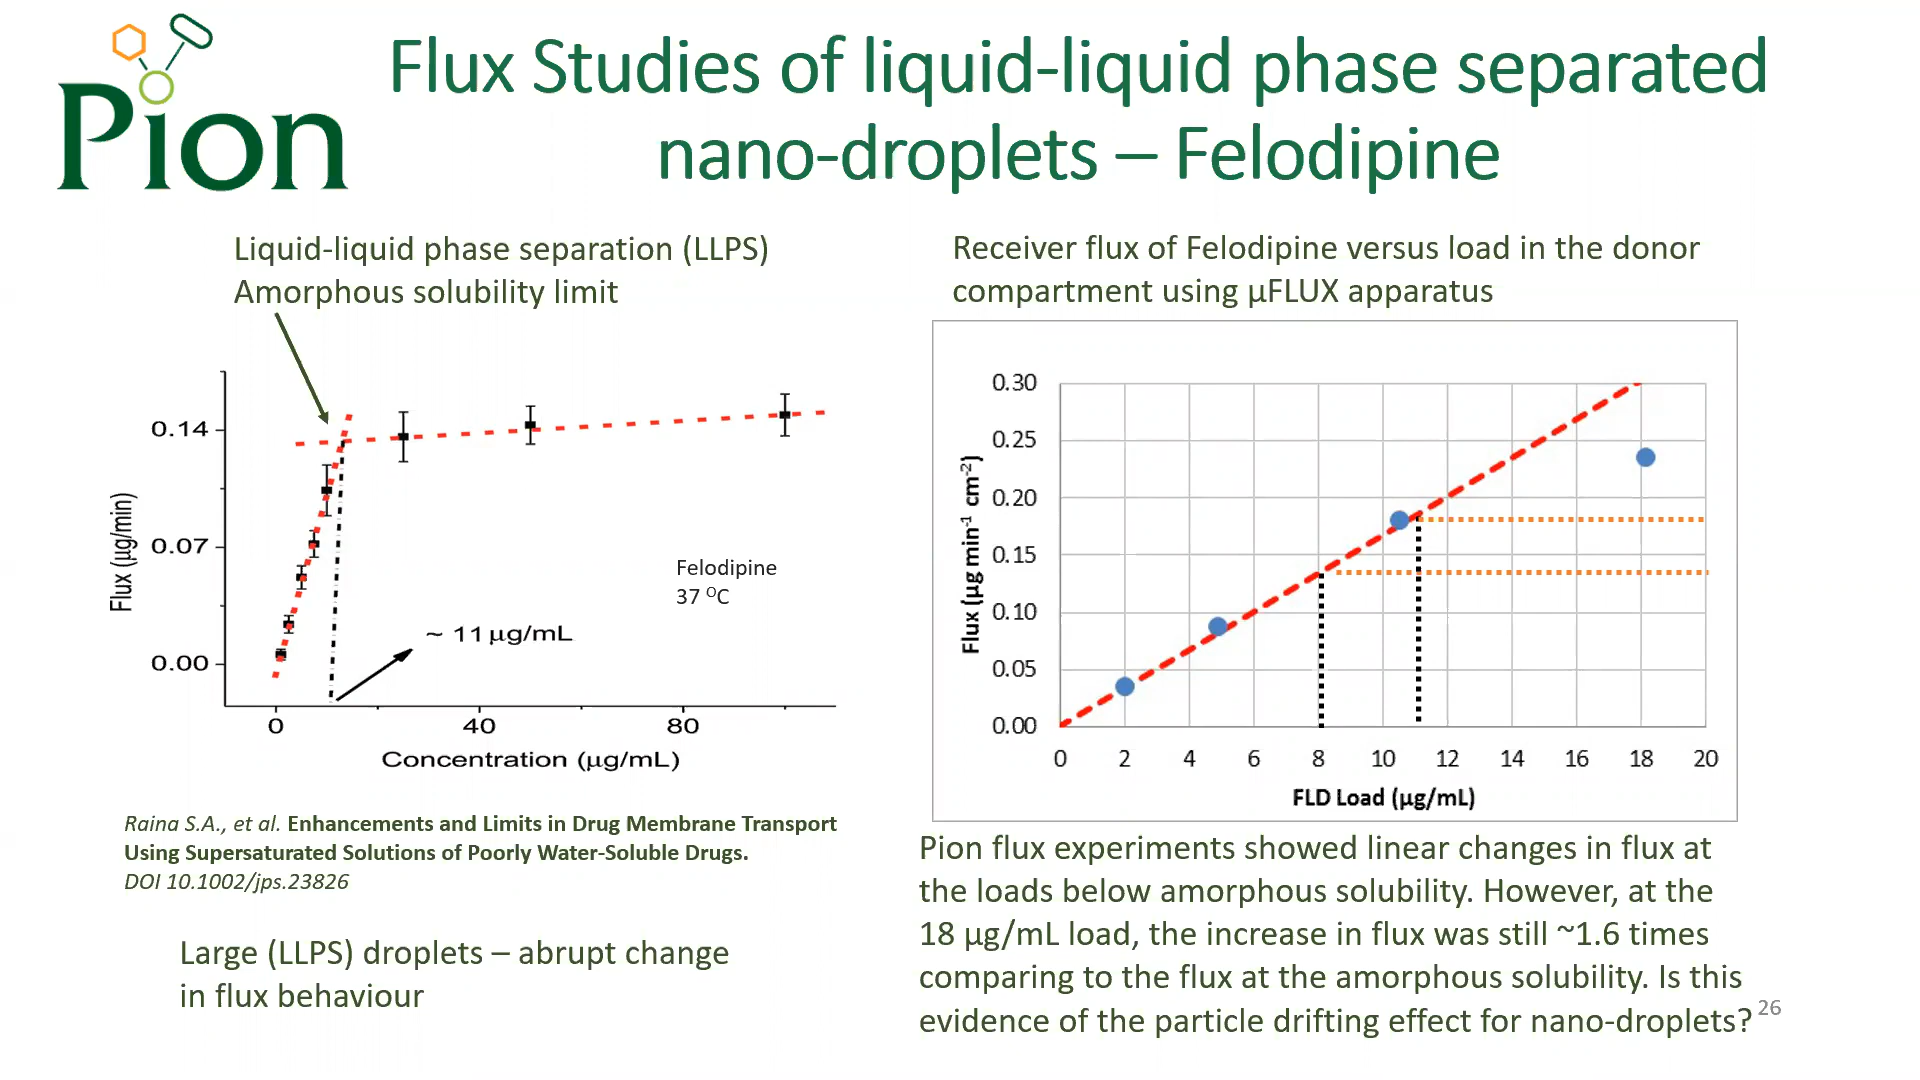 Pion
Flux Studies of liquid-liquid phase separated
nano-droplets – Felodipine
Liquid-liquid phase separation (LLPS)
Amorphous solubility limit
0.14
0.07
0.00
Flux (µg/min)
Felodipine
37 ᴼC
~ 11 µg/mL
0
40
80
Concentration (µg/mL)
Raina S.A., et al. Enhancements and Limits in Drug Membrane Transport
Using Supersaturated Solutions of Poorly Water-Soluble Drugs.
DOI 10.1002/jps.23826
Large (LLPS) droplets – abrupt change
in flux behaviour
Receiver flux of Felodipine versus load in the donor
compartment using µFLUX apparatus
0.30
0.25
0.20
0.15
0.10
0.05
0.00
Flux (µg min⁻¹ cm⁻²)
0 2 4 6 8 10 12 14 16 18 20
FLD Load (µg/mL)
Pion flux experiments showed linear changes in flux at
the loads below amorphous solubility. However, at the
18 µg/mL load, the increase in flux was still ~1.6 times
comparing to the flux at the amorphous solubility. Is this
evidence of the particle drifting effect for nano-droplets?
26